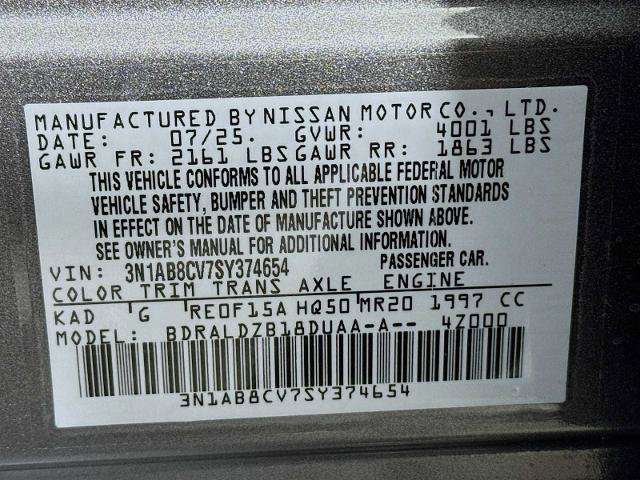 MANUFACTURED BY NISSAN MOTOR CO., LTD.
DATE: 07/25. GVWR: 4001 LBS
GAWR FR: 2161 LBS GAWR RR: 1863 LBS
THIS VEHICLE CONFORMS TO ALL APPLICABLE FEDERAL MOTOR
VEHICLE SAFETY, BUMPER AND THEFT PREVENTION STANDARDS
IN EFFECT ON THE DATE OF MANUFACTURE SHOWN ABOVE.
SEE OWNER'S MANUAL FOR ADDITIONAL INFORMATION.
VIN: 3N1AB8CV7SY374654 PASSENGER CAR.
COLOR TRIM TRANS AXLE ENGINE
KAD G RE0F15A HQ50 MR20 1997 CC
MODEL: BDRALDZB18DUAA-A-- 4Z000
3N1AB8CV7SY374654